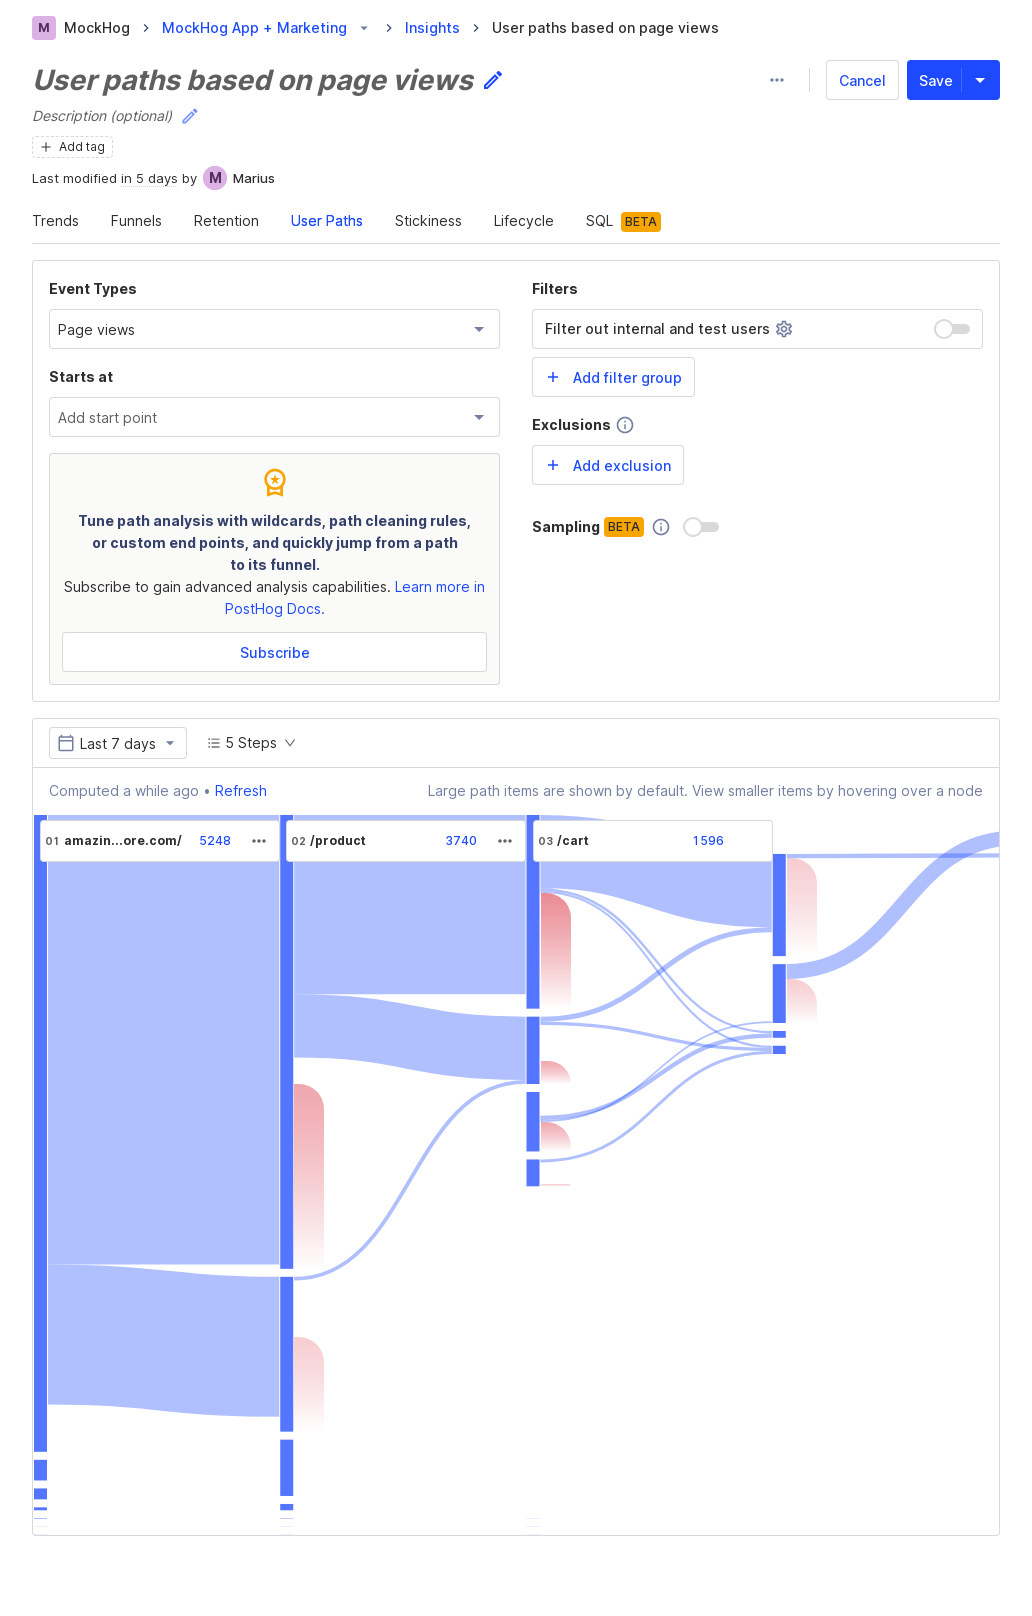 M MockHog > MockHog App + Marketing > Insights > User paths based on page views
User paths based on page views
Cancel
Save
Description (optional)
+ Add tag
Last modified in 5 days by M Marius
Trends Funnels Retention User Paths Stickiness Lifecycle SQL BETA
Event Types
Page views
Starts at
Add start point
Tune path analysis with wildcards, path cleaning rules,
or custom end points, and quickly jump from a path
to its funnel.
Subscribe to gain advanced analysis capabilities. Learn more in
PostHog Docs.
Subscribe
Filters
Filter out internal and test users
+ Add filter group
Exclusions
+ Add exclusion
Sampling BETA
Last 7 days
5 Steps
Computed a while ago • Refresh
Large path items are shown by default. View smaller items by hovering over a node
01 amazin...ore.com/ 5248
02 /product 3740
03 /cart 1596